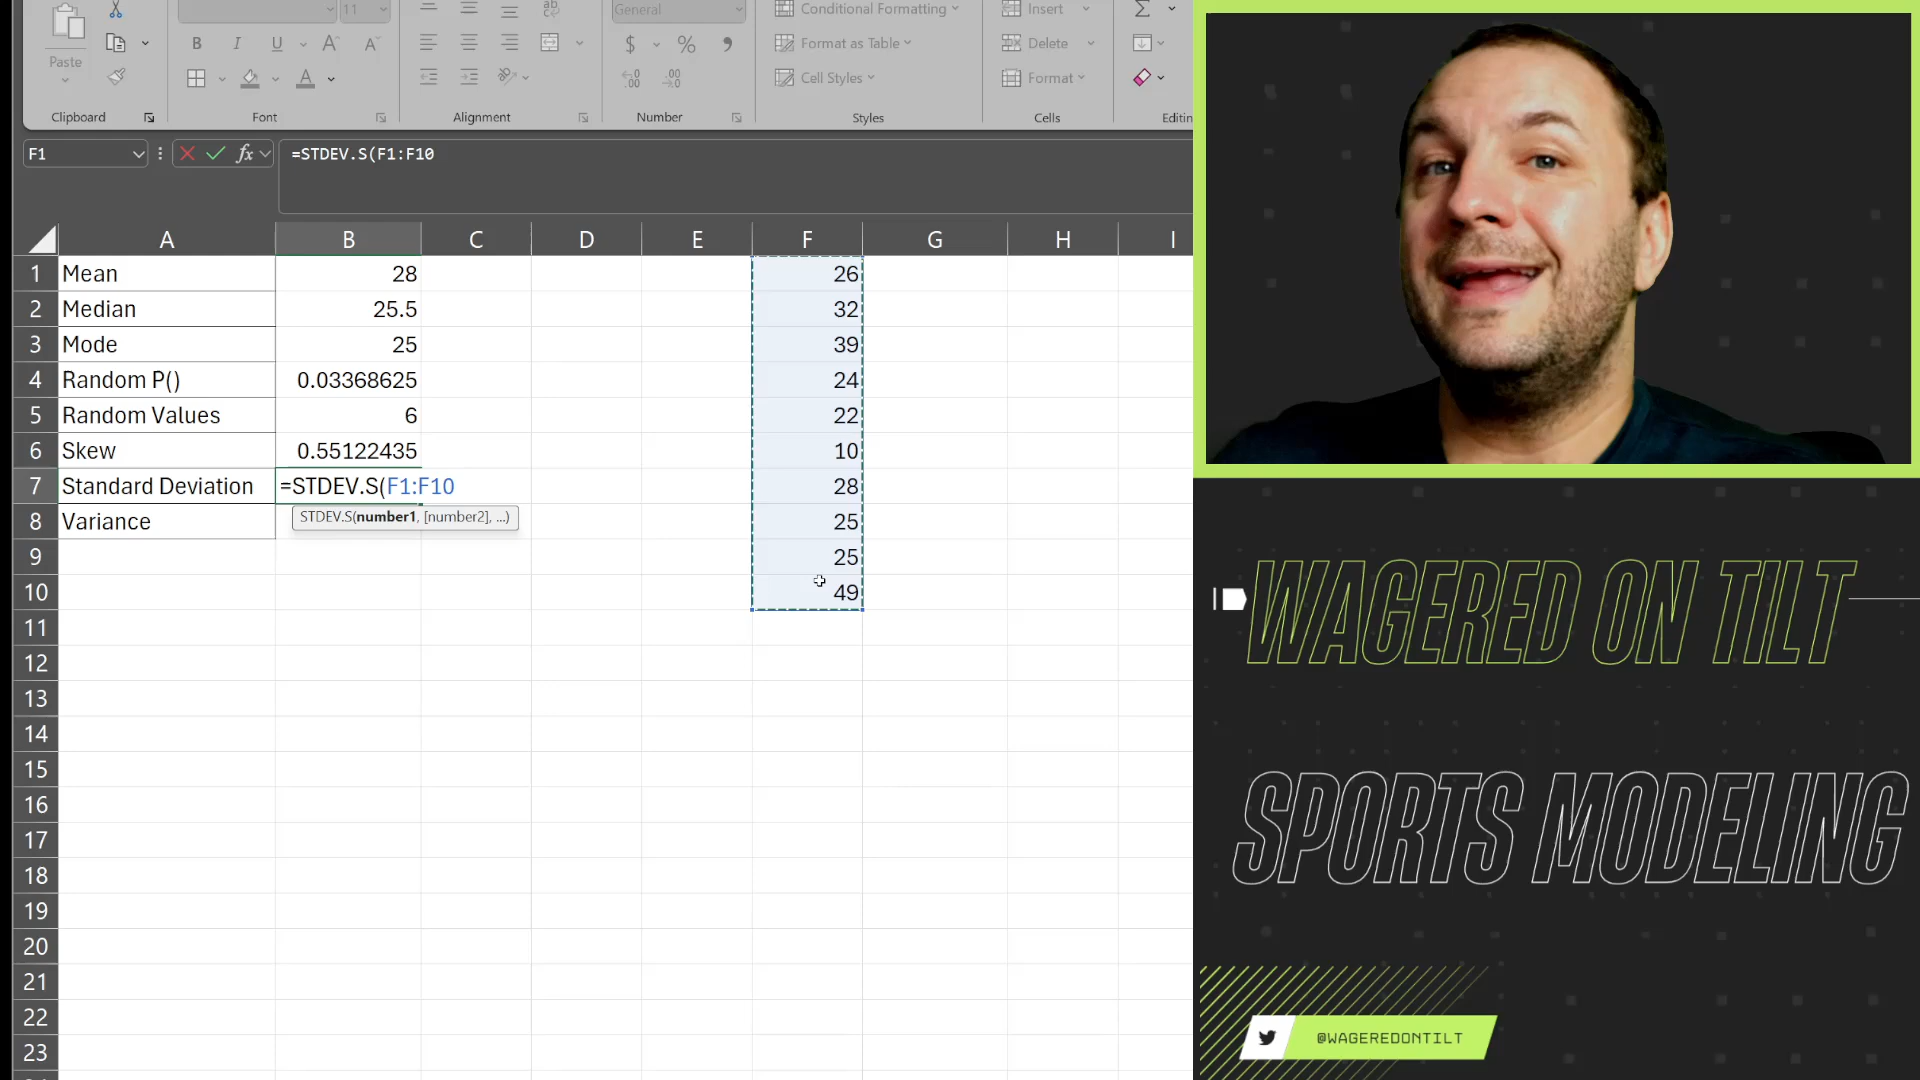 General
11
Conditional Formatting
Insert
Paste
B
I
U
A
A
$
%
Format as Table
Delete
A
Cell Styles
Format
Clipboard
Font
Alignment
Number
Styles
Cells
Editin
F1
fx
=STDEV.S(F1:F10
A B C D E F G H I
1 Mean 28 26
2 Median 25.5 32
3 Mode 25 39
4 Random P() 0.03368625 24
5 Random Values 6 22
6 Skew 0.55122435 10
7 Standard Deviation =STDEV.S(F1:F10 28
STDEV.S(number1, [number2], ...)
8 Variance 25
9 25
10 49
11
12
13
14
15
16
17
18
19
20
21
22
23
WAGERED ON TILT
SPORTS MODELING
@WAGEREDONTILT